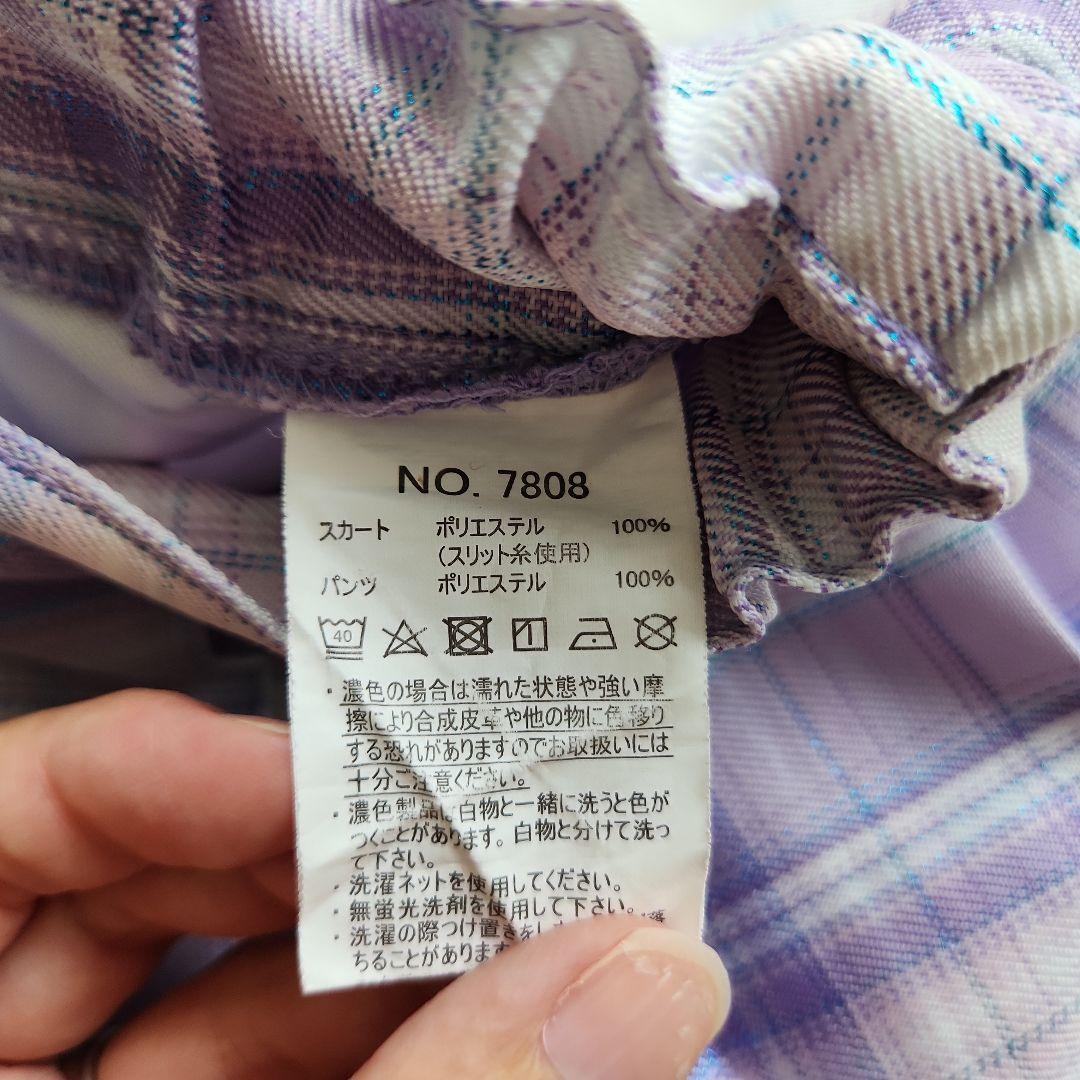 NO. 7808
スカート ポリエステル 100%
(スリット糸使用)
パンツ ポリエステル 100%
40
・濃色の場合は濡れた状態や強い摩
擦により合成皮革や他の物に色移り
する恐れがありますのでお取扱いには
十分ご注意ください。
・濃色製品は白物と一緒に洗うと色が
つくことがあります。白物と分けて洗っ
て下さい。
・洗濯ネットを使用してください。
・無蛍光洗剤を使用して下さい。
・洗濯の際つけ置きをし 落
ちることがあります